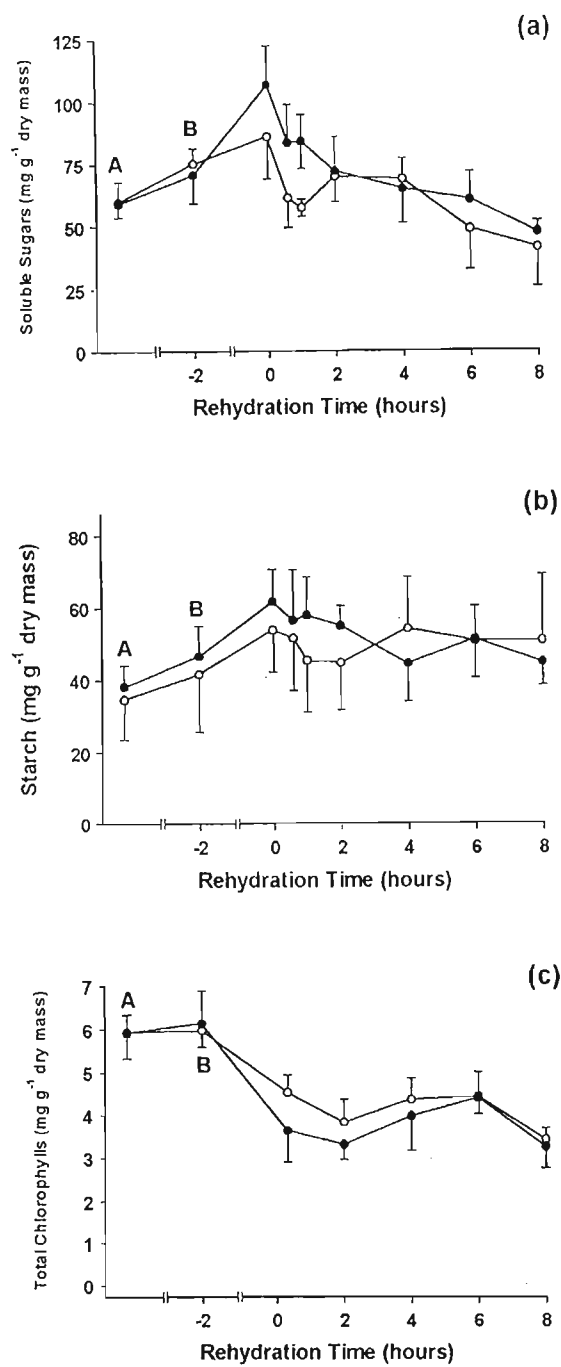 (a)
125
100
75
50
25
0
Soluble Sugars (mg g⁻¹ dry mass)
A
B
-2 0 2 4 6 8
Rehydration Time (hours)
(b)
80
60
40
20
0
Starch (mg g⁻¹ dry mass)
A
B
-2 0 2 4 6 8
Rehydration Time (hours)
(c)
7
6
5
4
3
2
1
0
Total Chlorophylls (mg g⁻¹ dry mass)
A
B
-2 0 2 4 6 8
Rehydration Time (hours)